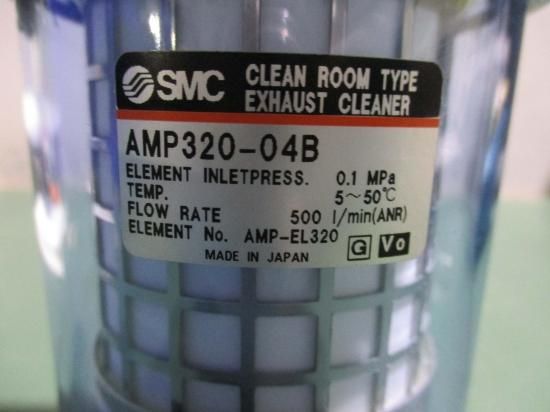 SMC CLEAN ROOM TYPE
EXHAUST CLEANER
AMP320-04B
ELEMENT INLETPRESS. 0.1 MPa
TEMP. 5~50℃
FLOW RATE 500 l/min(ANR)
ELEMENT No. AMP-EL320 G Vo
MADE IN JAPAN